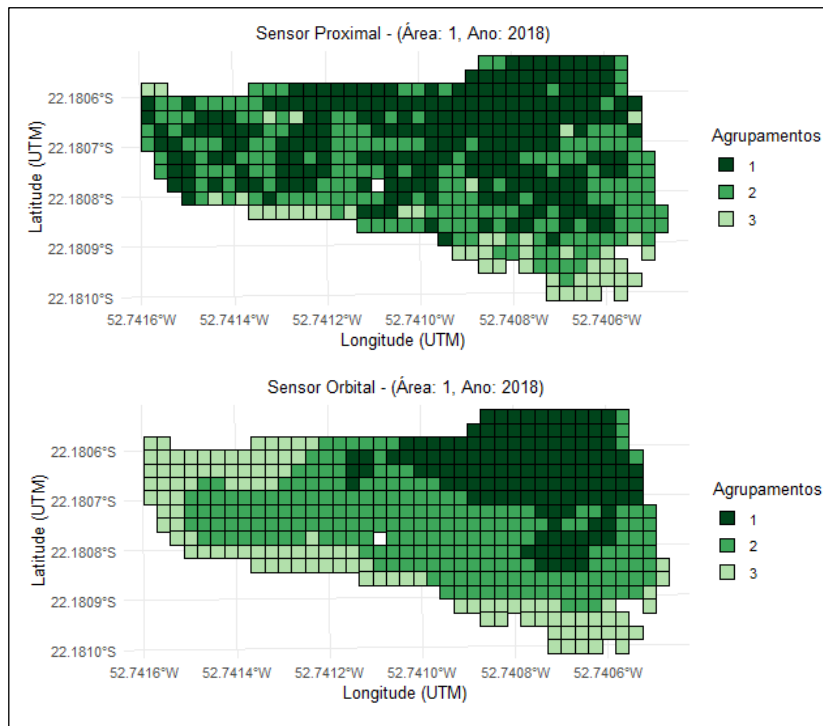 Sensor Proximal - (Área: 1, Ano: 2018)
22.1806°S
22.1807°S
22.1808°S
22.1809°S
22.1810°S
Latitude (UTM)
52.7416°W 52.7414°W 52.7412°W 52.7410°W 52.7408°W 52.7406°W
Longitude (UTM)
Agrupamentos
1
2
3
Sensor Orbital - (Área: 1, Ano: 2018)
22.1806°S
22.1807°S
22.1808°S
22.1809°S
22.1810°S
Latitude (UTM)
52.7416°W 52.7414°W 52.7412°W 52.7410°W 52.7408°W 52.7406°W
Longitude (UTM)
Agrupamentos
1
2
3